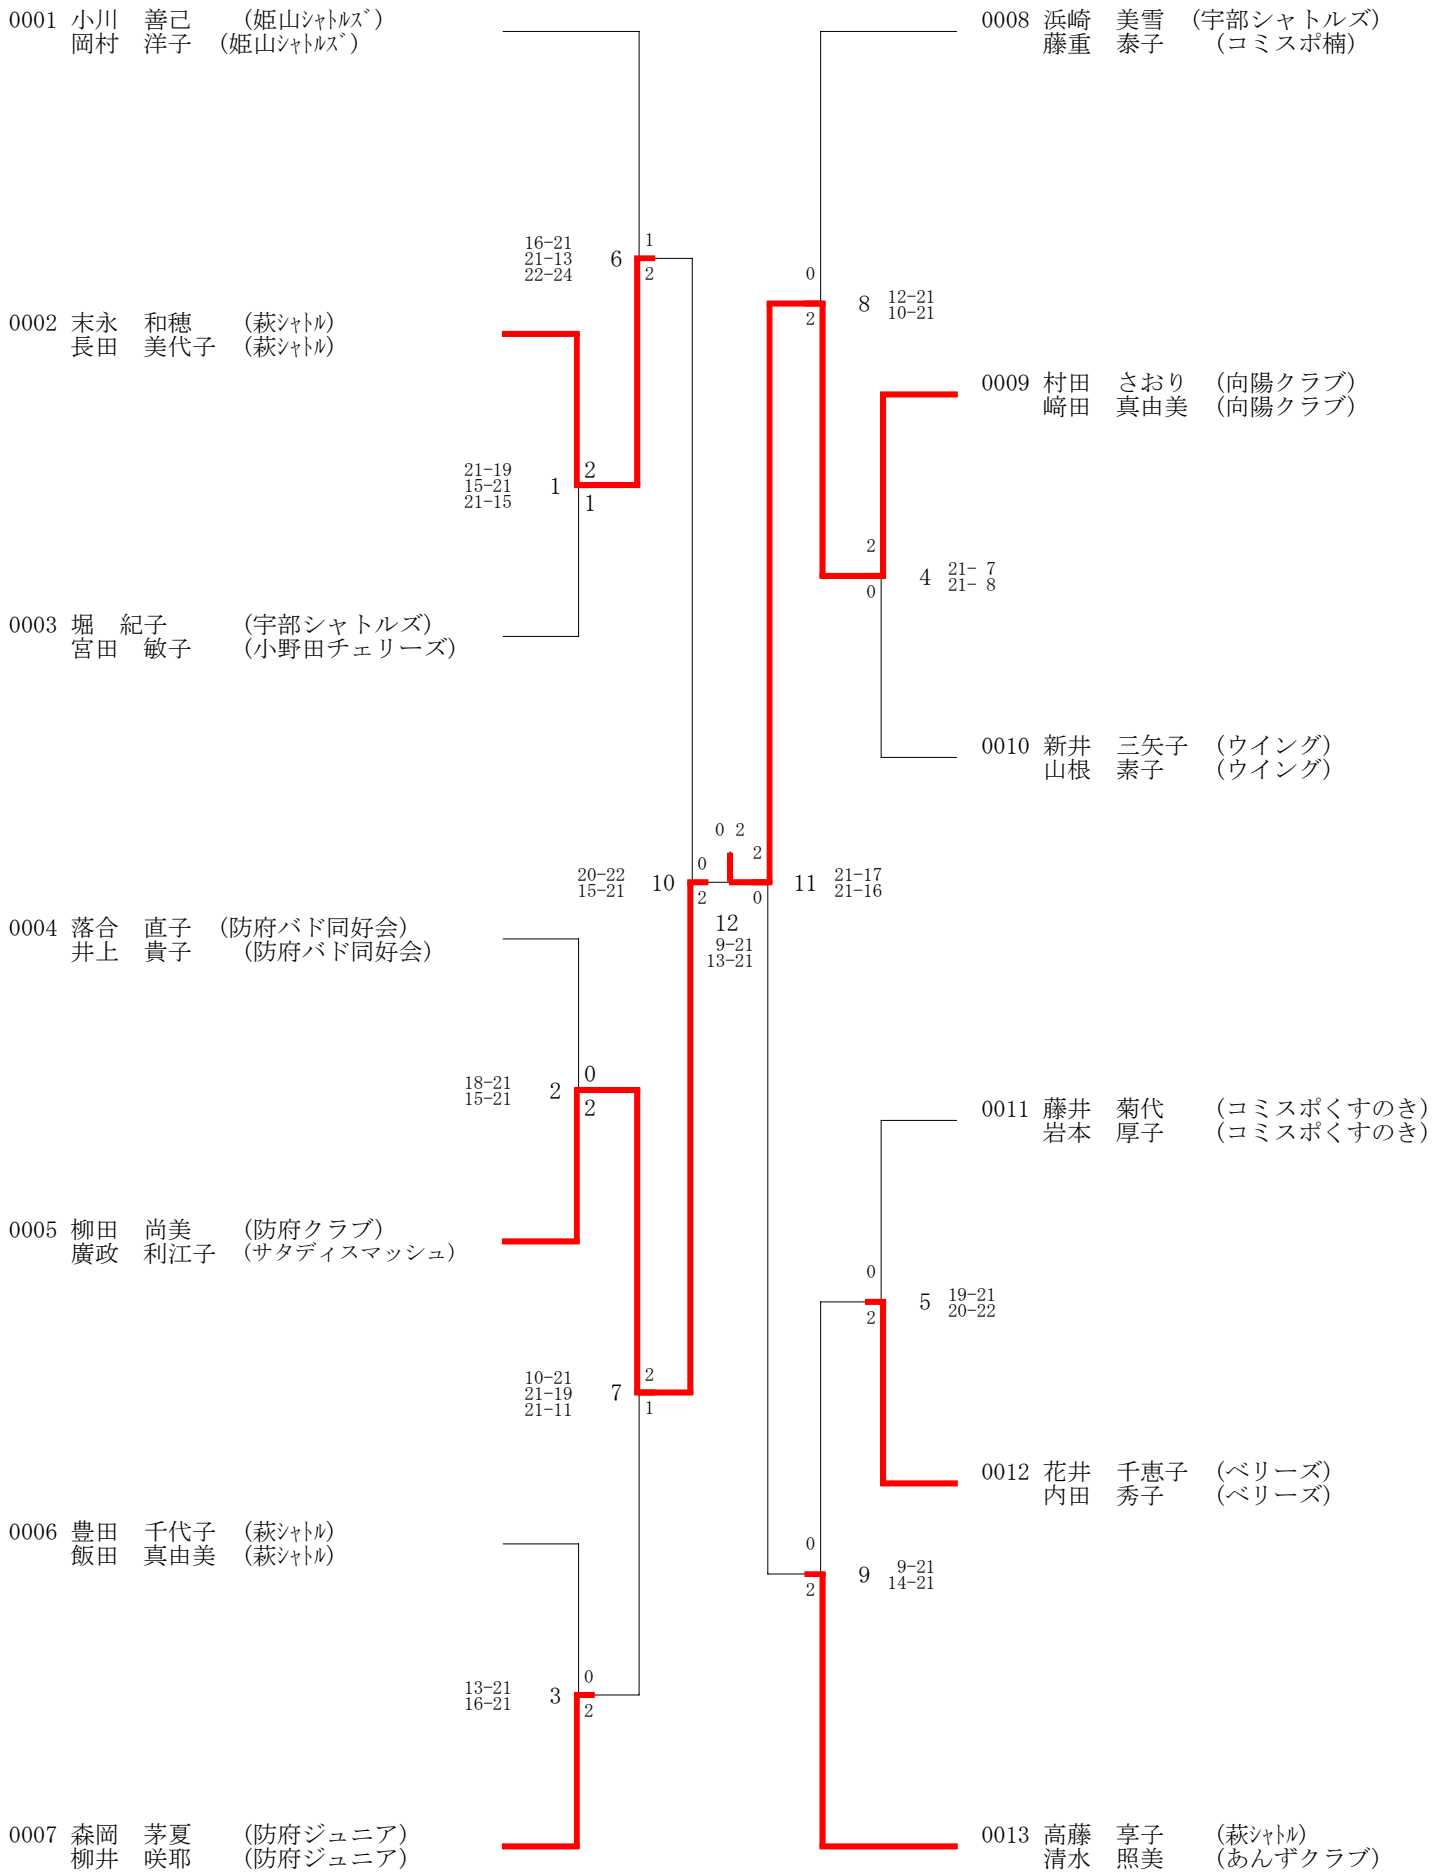 0001 小川　善己　(姫山ｼｬﾄﾙｽﾞ)
岡村　洋子　(姫山ｼｬﾄﾙｽﾞ)
16-21
21-13
22-24
6
1
2
0002 末永　和穂　(萩ｼｬﾄﾙ)
長田　美代子　(萩ｼｬﾄﾙ)
21-19
15-21
21-15
1
2
1
0003 堀　紀子　(宇部シャトルズ)
宮田　敏子　(小野田チェリーズ)
20-22
15-21
10
0
2
0004 落合　直子　(防府バド同好会)
井上　貴子　(防府バド同好会)
18-21
15-21
2
0
2
0005 柳田　尚美　(防府クラブ)
廣政　利江子　(サタディスマッシュ)
10-21
21-19
21-11
7
2
1
0006 豊田　千代子　(萩ｼｬﾄﾙ)
飯田　真由美　(萩ｼｬﾄﾙ)
13-21
16-21
3
0
2
0007 森岡　茅夏　(防府ジュニア)
柳井　咲耶　(防府ジュニア)
0 2
12
9-21
13-21
0008 浜崎　美雪　(宇部シャトルズ)
藤重　泰子　(コミスポ楠)
0
2
8
12-21
10-21
0009 村田　さおり　(向陽クラブ)
﨑田　真由美　(向陽クラブ)
2
0
4
21- 7
21- 8
0010 新井　三矢子　(ウイング)
山根　素子　(ウイング)
2
0
11
21-17
21-16
0011 藤井　菊代　(コミスポくすのき)
岩本　厚子　(コミスポくすのき)
0
2
5
19-21
20-22
0012 花井　千恵子　(ベリーズ)
内田　秀子　(ベリーズ)
0
2
9
9-21
14-21
0013 高藤　享子　(萩ｼｬﾄﾙ)
清水　照美　(あんずクラブ)